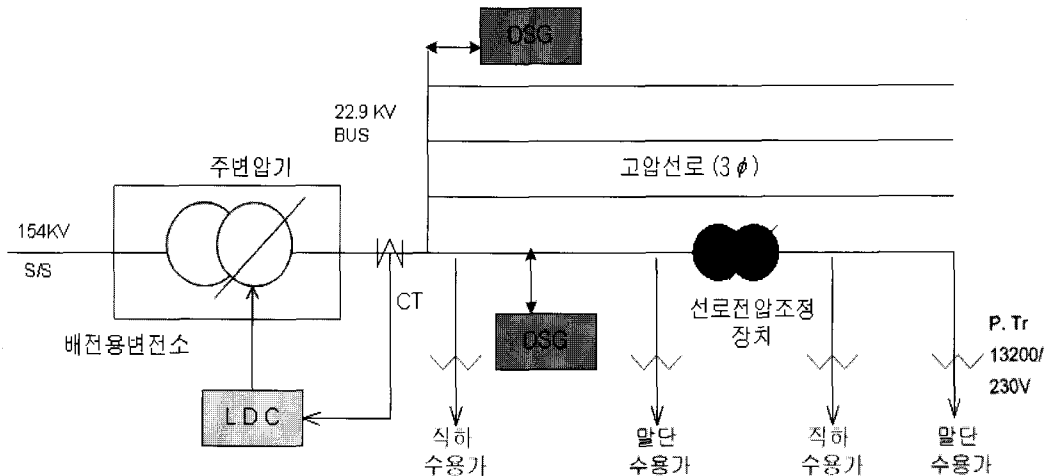 DSG
22.9 KV
BUS
주변압기
고압선로 (3 ϕ)
154KV
S/S
CT
배전용변전소
DSG
선로전압조정
장치
P. Tr
13200/
230V
LDC
직하
수용가
말단
수용가
직하
수용가
말단
수용가